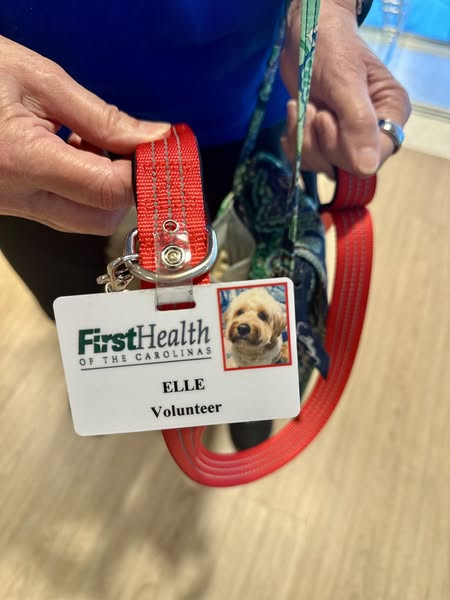 FirstHealth
OF THE CAROLINAS
ELLE
Volunteer